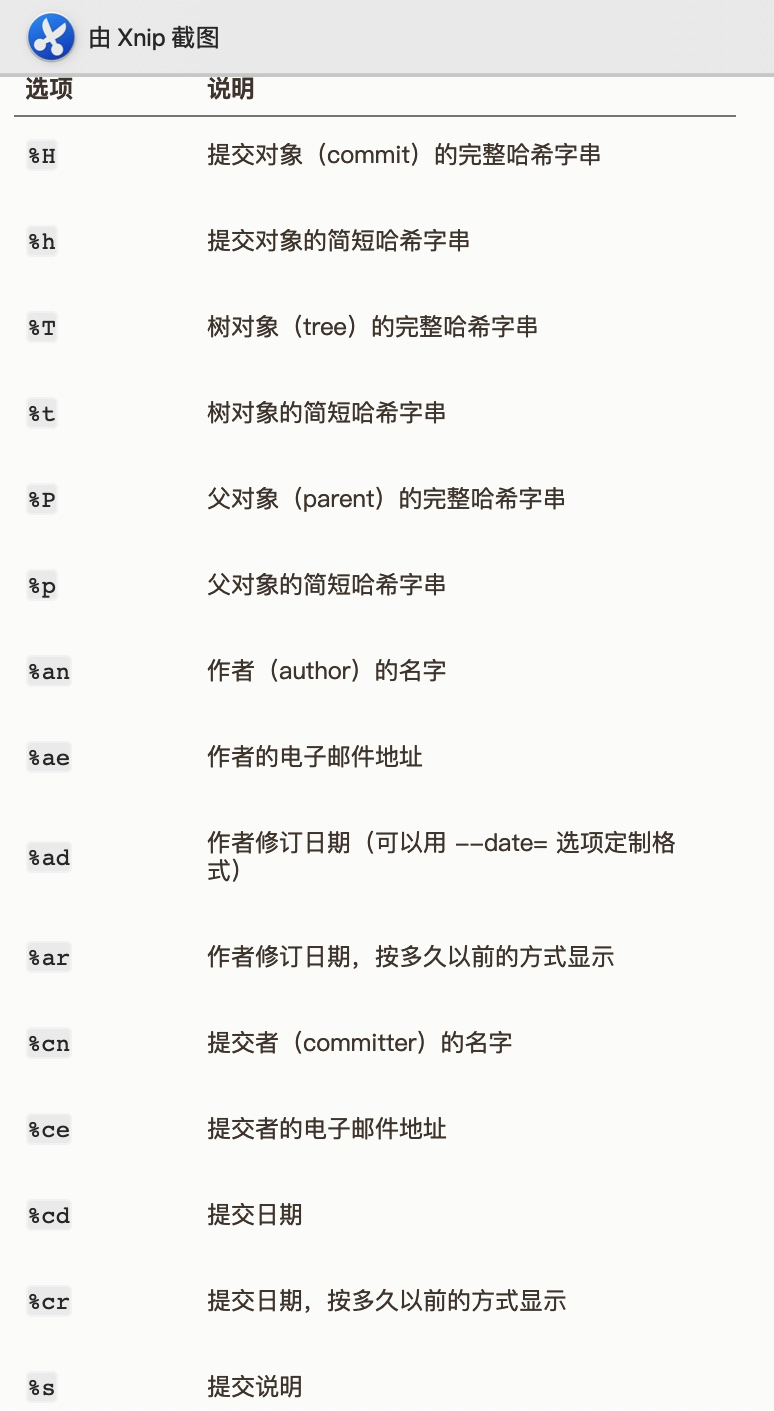 由 Xnip 截图
选项 说明
%H 提交对象（commit）的完整哈希字串
%h 提交对象的简短哈希字串
%T 树对象（tree）的完整哈希字串
%t 树对象的简短哈希字串
%P 父对象（parent）的完整哈希字串
%p 父对象的简短哈希字串
%an 作者（author）的名字
%ae 作者的电子邮件地址
%ad 作者修订日期（可以用 --date= 选项定制格
式）
%ar 作者修订日期，按多久以前的方式显示
%cn 提交者（committer）的名字
%ce 提交者的电子邮件地址
%cd 提交日期
%cr 提交日期，按多久以前的方式显示
%s 提交说明